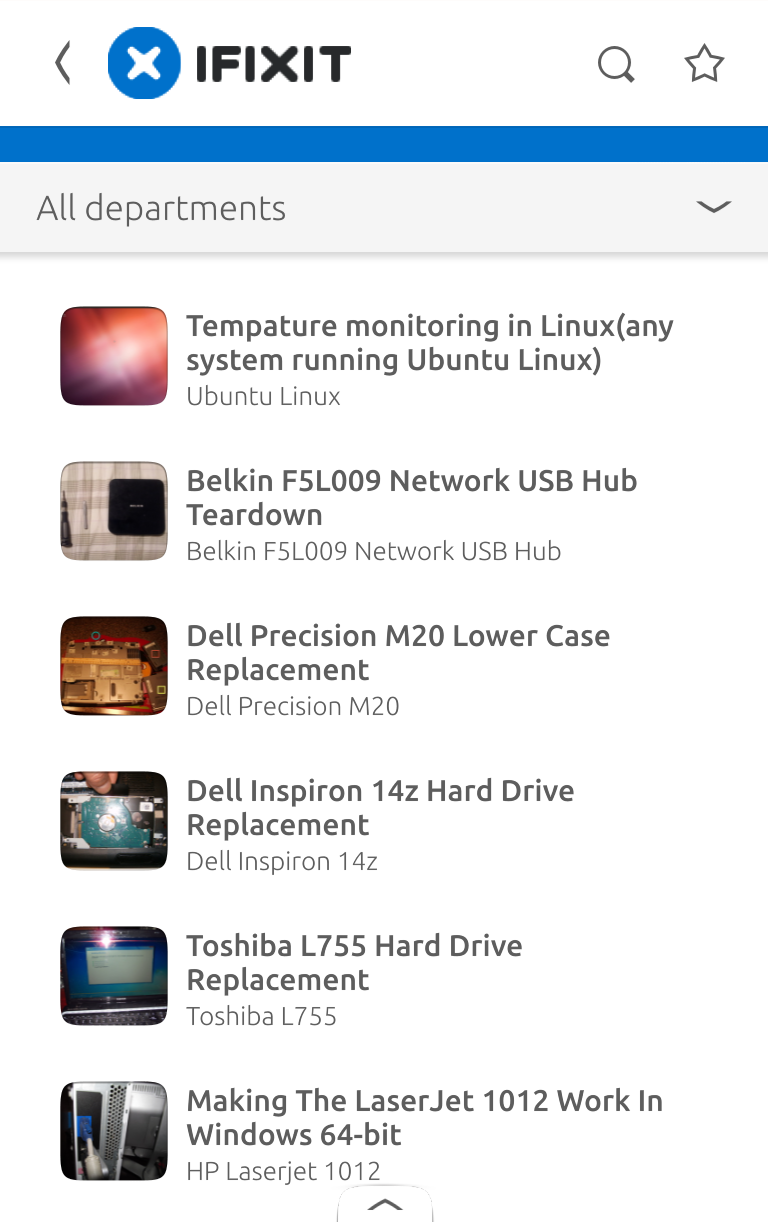 IFIXIT
All departments
Tempature monitoring in Linux(any
system running Ubuntu Linux)
Ubuntu Linux
Belkin F5L009 Network USB Hub
Teardown
Belkin F5L009 Network USB Hub
Dell Precision M20 Lower Case
Replacement
Dell Precision M20
Dell Inspiron 14z Hard Drive
Replacement
Dell Inspiron 14z
Toshiba L755 Hard Drive
Replacement
Toshiba L755
Making The LaserJet 1012 Work In
Windows 64-bit
HP Laserjet 1012